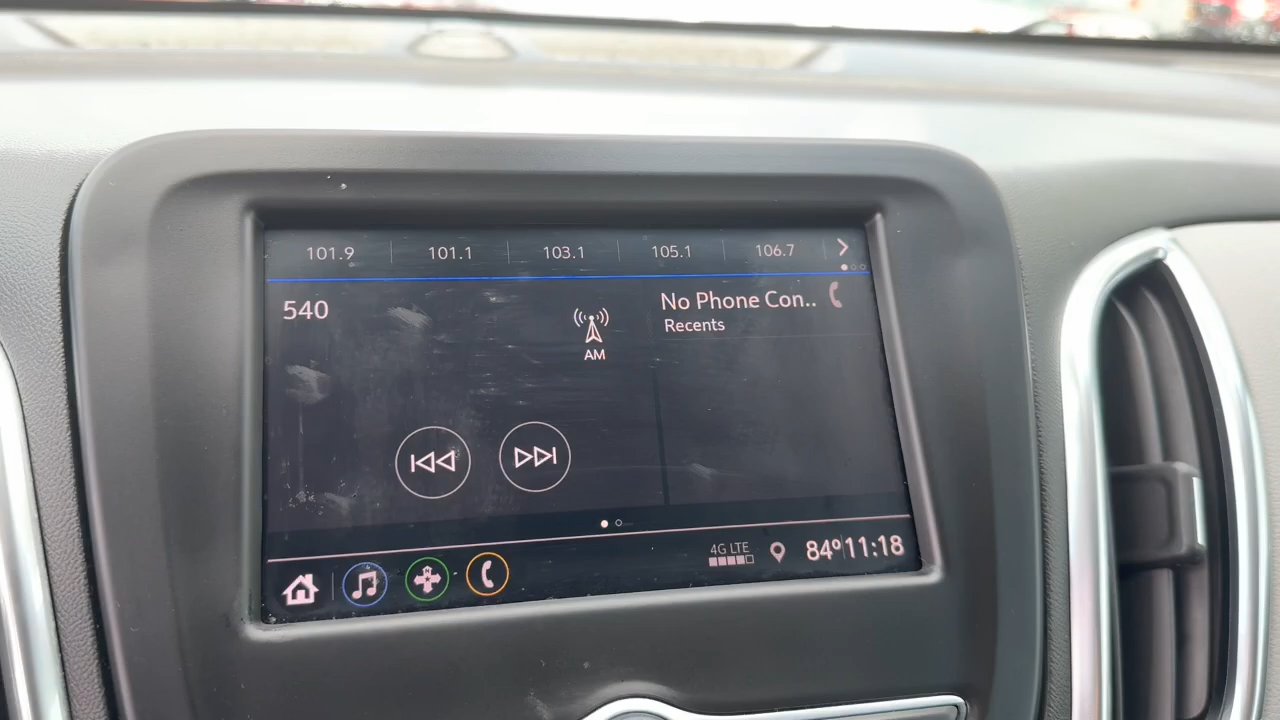 101.9 101.1 103.1 105.1 106.7
540
AM
No Phone Con..
Recents
4G LTE
84° 11:18